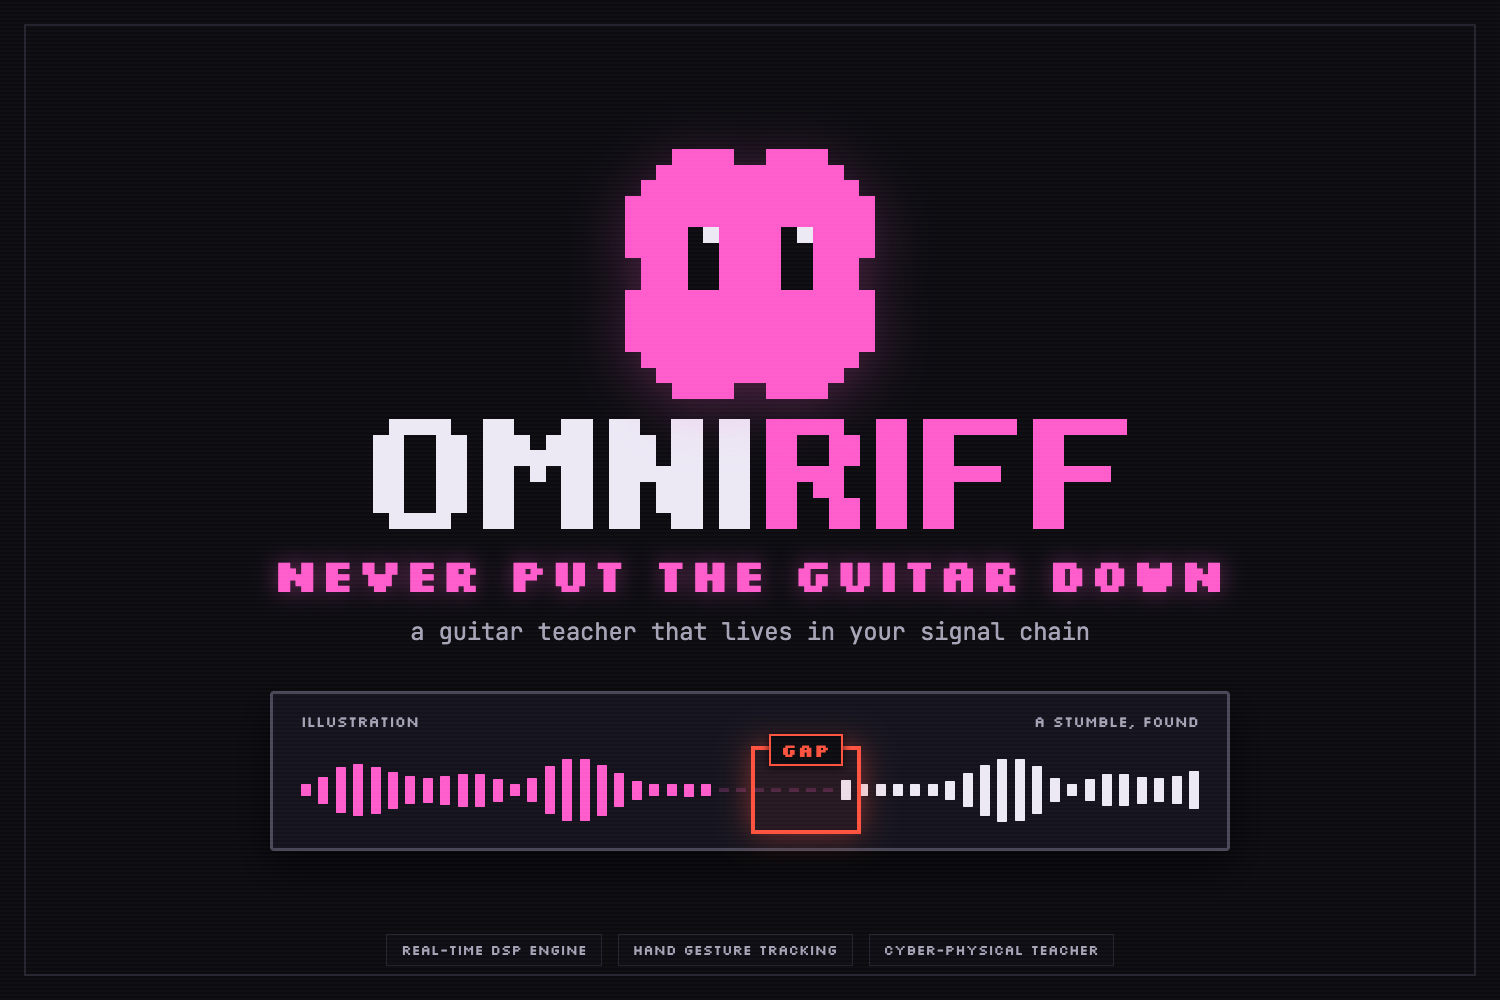 OMNIRIFF
NEVER PUT THE GUITAR DOWN
a guitar teacher that lives in your signal chain
ILLUSTRATION
A STUMBLE, FOUND
GAP
REAL-TIME DSP ENGINE
HAND GESTURE TRACKING
CYBER-PHYSICAL TEACHER